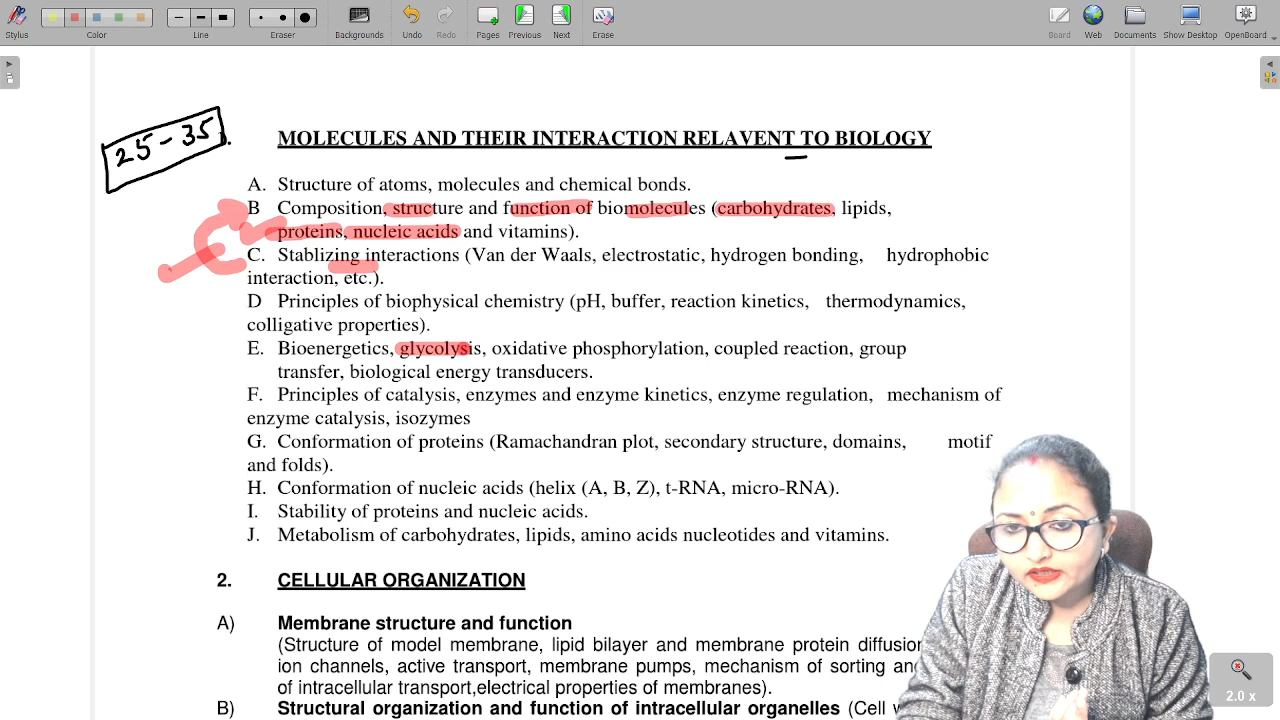 Stylus
Color
Line
Eraser
Backgrounds
Undo
Redo
Pages
Previous
Next
Erase
Board
Web
Documents
Show Desktop
OpenBoard
25-35
MOLECULES AND THEIR INTERACTION RELAVENT TO BIOLOGY
A. Structure of atoms, molecules and chemical bonds.
B Composition, structure and function of biomolecules (carbohydrates, lipids,
proteins, nucleic acids and vitamins).
C. Stablizing interactions (Van der Waals, electrostatic, hydrogen bonding, hydrophobic
interaction, etc.).
D Principles of biophysical chemistry (pH, buffer, reaction kinetics, thermodynamics,
colligative properties).
E. Bioenergetics, glycolysis, oxidative phosphorylation, coupled reaction, group
transfer, biological energy transducers.
F. Principles of catalysis, enzymes and enzyme kinetics, enzyme regulation, mechanism of
enzyme catalysis, isozymes
G. Conformation of proteins (Ramachandran plot, secondary structure, domains, motif
and folds).
H. Conformation of nucleic acids (helix (A, B, Z), t-RNA, micro-RNA).
I. Stability of proteins and nucleic acids.
J. Metabolism of carbohydrates, lipids, amino acids nucleotides and vitamins.
2. CELLULAR ORGANIZATION
A) Membrane structure and function
(Structure of model membrane, lipid bilayer and membrane protein diffusion
ion channels, active transport, membrane pumps, mechanism of sorting and
of intracellular transport,electrical properties of membranes).
B) Structural organization and function of intracellular organelles (Cell
2.0 x